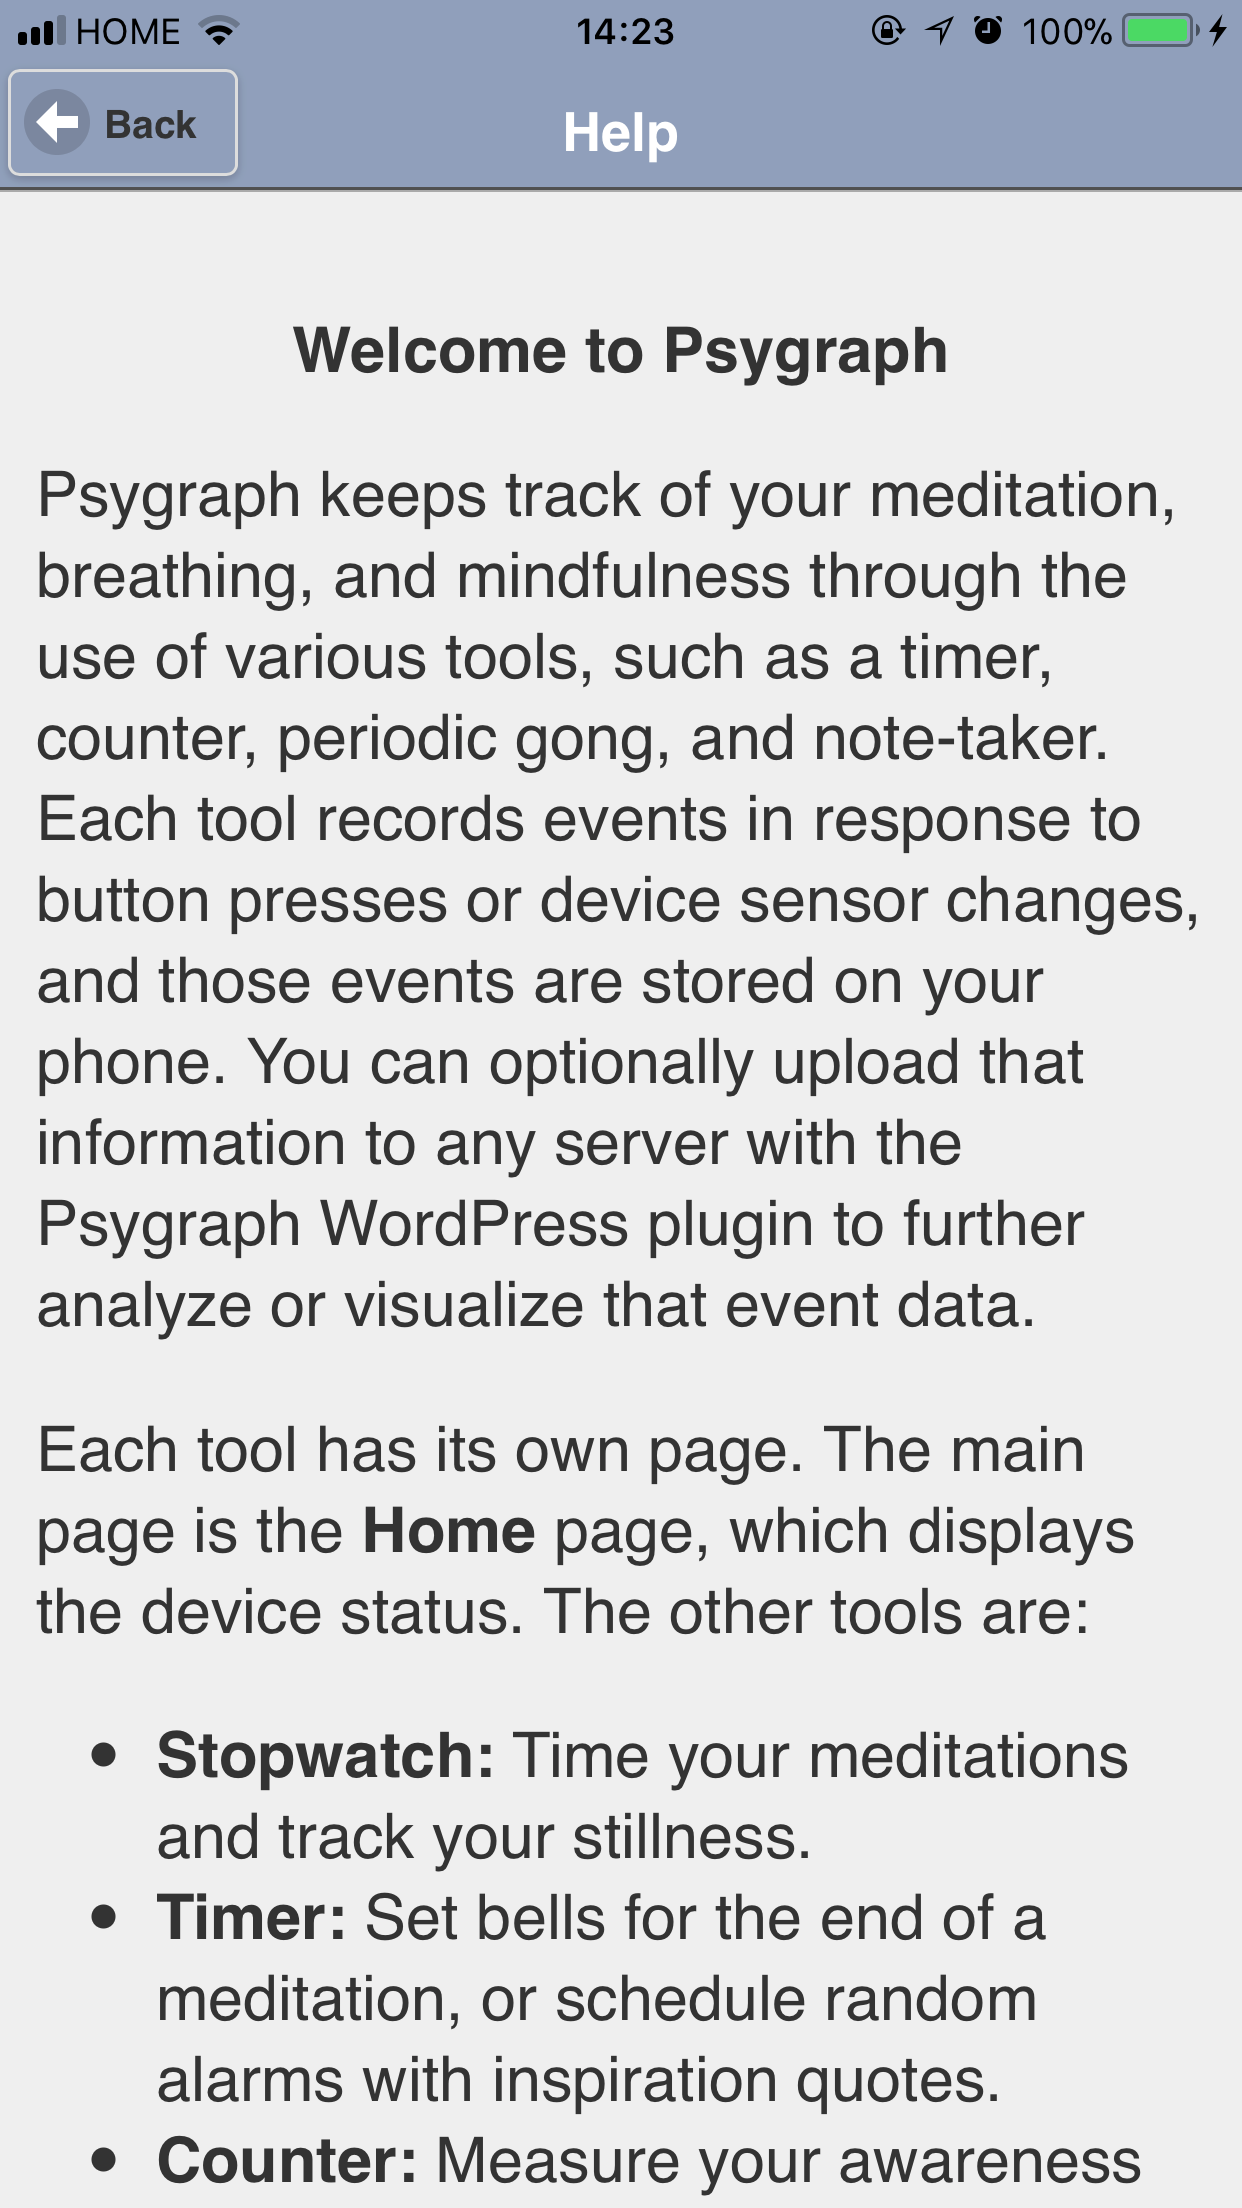 HOME 14:23 100%
Back
Help
Welcome to Psygraph
Psygraph keeps track of your meditation,
breathing, and mindfulness through the
use of various tools, such as a timer,
counter, periodic gong, and note-taker.
Each tool records events in response to
button presses or device sensor changes,
and those events are stored on your
phone. You can optionally upload that
information to any server with the
Psygraph WordPress plugin to further
analyze or visualize that event data.
Each tool has its own page. The main
page is the Home page, which displays
the device status. The other tools are:
• Stopwatch: Time your meditations
and track your stillness.
• Timer: Set bells for the end of a
meditation, or schedule random
alarms with inspiration quotes.
• Counter: Measure your awareness